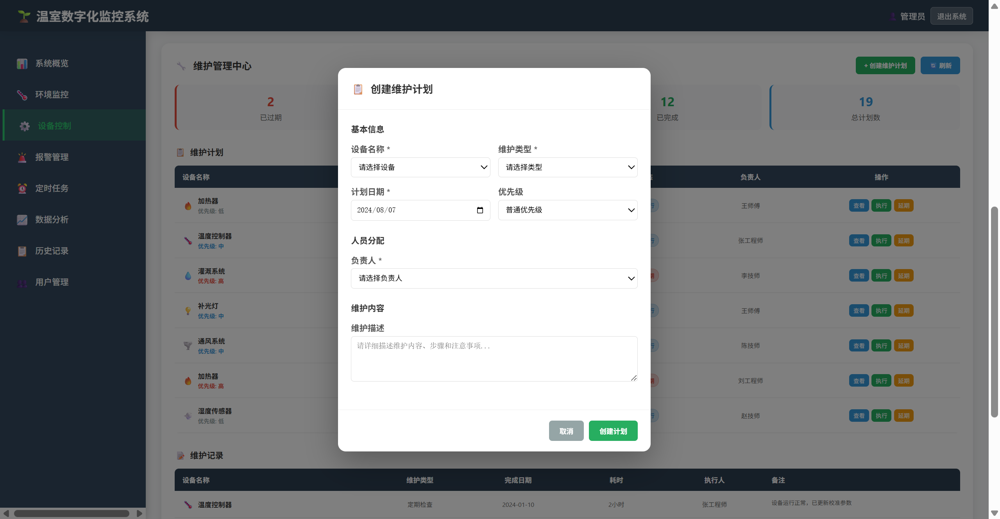 温室数字化监控系统
管理员
退出系统
系统概览
环境监控
设备控制
报警管理
定时任务
数据分析
历史记录
用户管理
维护管理中心
+ 创建维护计划
刷新
2
已过期
12
已完成
19
总计划数
维护计划
设备名称
负责人
操作
加热器
优先级: 低
王师傅
查看
执行
延期
温度控制器
优先级: 中
张工程师
查看
执行
延期
灌溉系统
优先级: 高
李技师
查看
执行
延期
补光灯
优先级: 中
王师傅
查看
执行
延期
通风系统
优先级: 中
陈技师
查看
执行
延期
加热器
优先级: 高
刘工程师
查看
执行
延期
湿度传感器
优先级: 低
赵技师
查看
执行
延期
维护记录
设备名称
维护类型
完成日期
耗时
执行人
备注
温度控制器
定期检查
2024-01-10
2小时
张工程师
设备运行正常，已更新校准参数
创建维护计划
基本信息
设备名称 *
维护类型 *
请选择设备
请选择类型
计划日期 *
优先级
2024/08/07
普通优先级
人员分配
负责人 *
请选择负责人
维护内容
维护描述
请详细描述维护内容、步骤和注意事项...
取消
创建计划